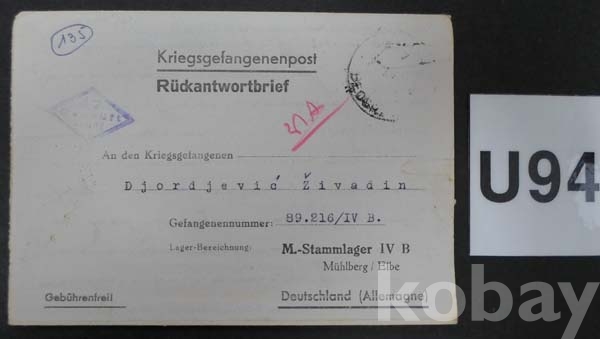 135
Kriegsgefangenenpost
Rückantwortbrief
An den Kriegsgefangenen
Djordjević Živadin
Gefangenennummer: 89.216/IV B.
Lager-Bezeichnung: M.-Stammlager IV B
Mühlberg / Elbe
Gebührenfrei! Deutschland (Allemagne)
U94
kobay